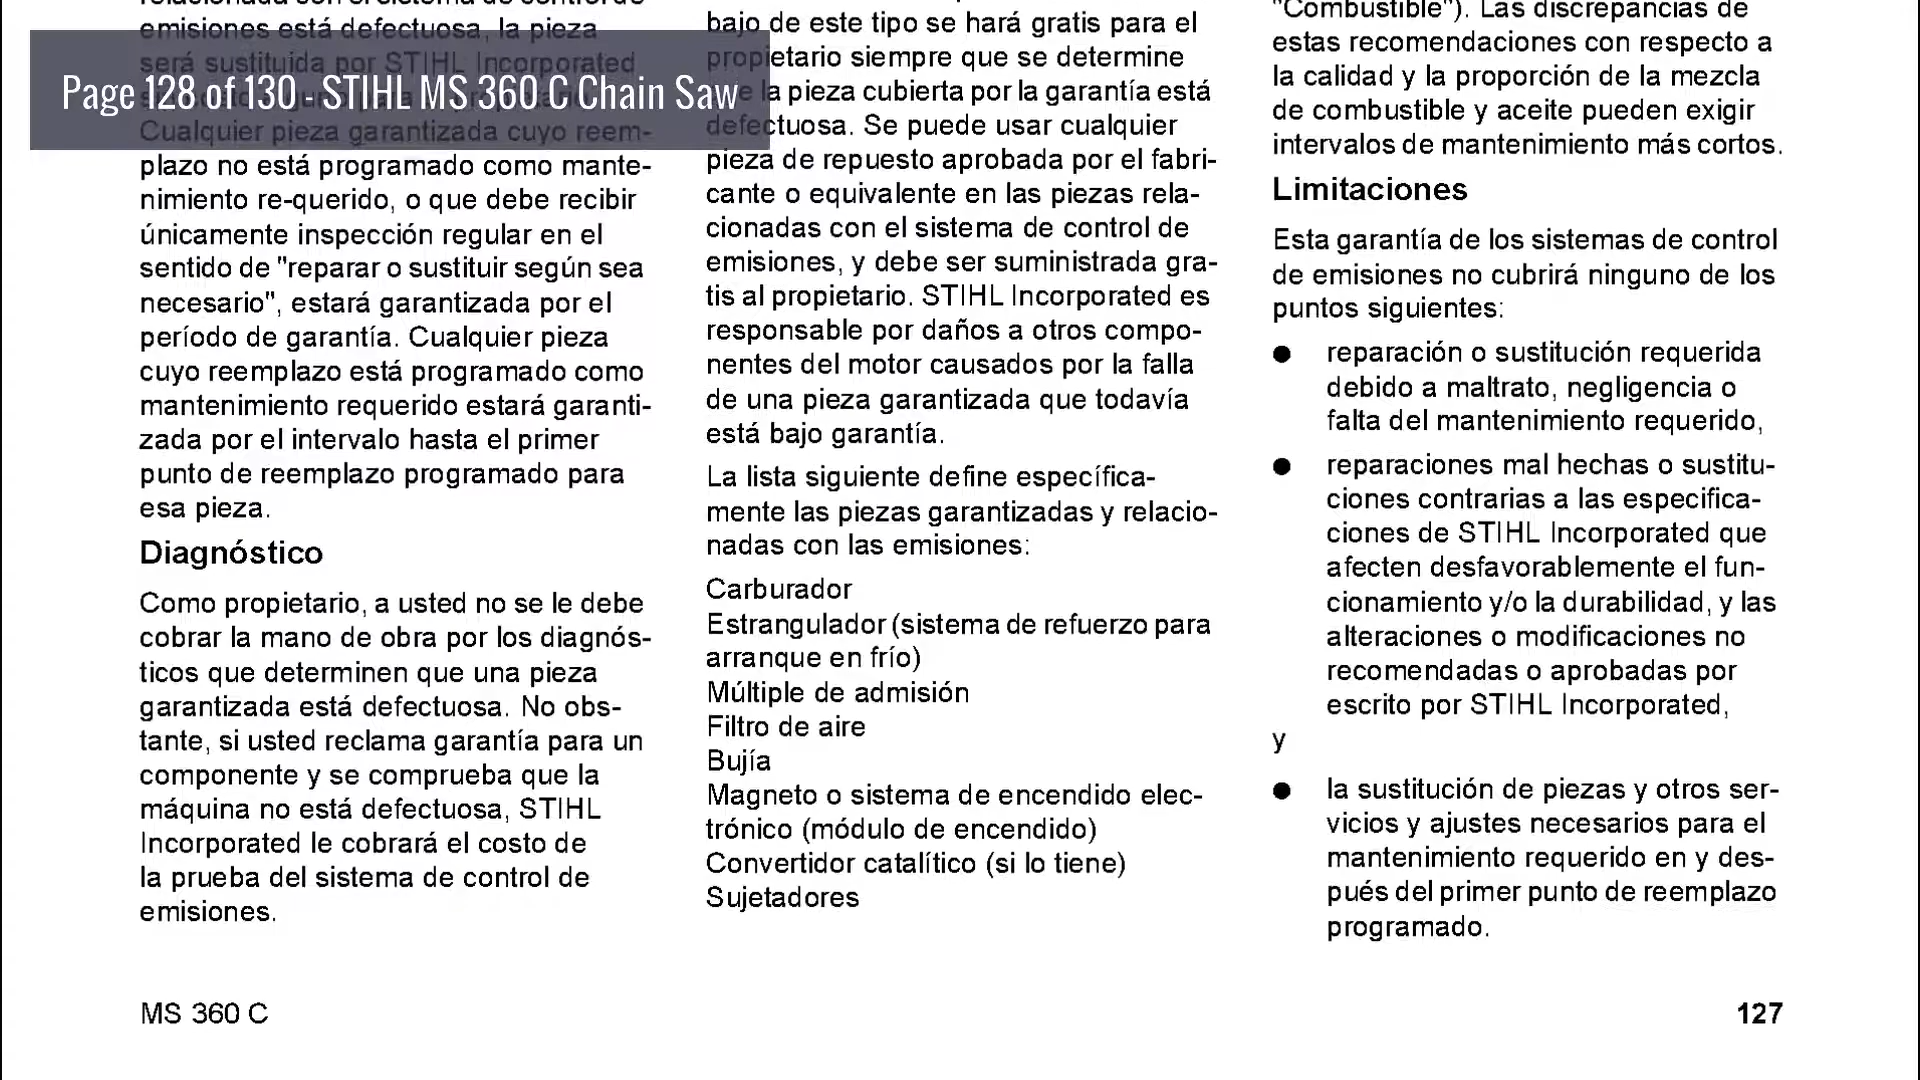 relacionada con el sistema de control de
emisiones está defectuosa, la pieza
será sustituida por STIHL Incorporated
Page 128 of 130 - STIHL MS 360 C Chain Saw
Cualquier pieza garantizada cuyo reem-
plazo no está programado como mante-
nimiento re-querido, o que debe recibir
únicamente inspección regular en el
sentido de "reparar o sustituir según sea
necesario", estará garantizada por el
período de garantía. Cualquier pieza
cuyo reemplazo está programado como
mantenimiento requerido estará garanti-
zada por el intervalo hasta el primer
punto de reemplazo programado para
esa pieza.
Diagnóstico
Como propietario, a usted no se le debe
cobrar la mano de obra por los diagnós-
ticos que determinen que una pieza
garantizada está defectuosa. No obs-
tante, si usted reclama garantía para un
componente y se comprueba que la
máquina no está defectuosa, STIHL
Incorporated le cobrará el costo de
la prueba del sistema de control de
emisiones.
bajo de este tipo se hará gratis para el
propietario siempre que se determine
la pieza cubierta por la garantía está
defectuosa. Se puede usar cualquier
pieza de repuesto aprobada por el fabri-
cante o equivalente en las piezas rela-
cionadas con el sistema de control de
emisiones, y debe ser suministrada gra-
tis al propietario. STIHL Incorporated es
responsable por daños a otros compo-
nentes del motor causados por la falla
de una pieza garantizada que todavía
está bajo garantía.
La lista siguiente define específica-
mente las piezas garantizadas y relacio-
nadas con las emisiones:
Carburador
Estrangulador (sistema de refuerzo para
arranque en frío)
Múltiple de admisión
Filtro de aire
Bujía
Magneto o sistema de encendido elec-
trónico (módulo de encendido)
Convertidor catalítico (si lo tiene)
Sujetadores
"Combustible"). Las discrepancias de
estas recomendaciones con respecto a
la calidad y la proporción de la mezcla
de combustible y aceite pueden exigir
intervalos de mantenimiento más cortos.
Limitaciones
Esta garantía de los sistemas de control
de emisiones no cubrirá ninguno de los
puntos siguientes:
● reparación o sustitución requerida
debido a maltrato, negligencia o
falta del mantenimiento requerido,
● reparaciones mal hechas o sustitu-
ciones contrarias a las especifica-
ciones de STIHL Incorporated que
afecten desfavorablemente el fun-
cionamiento y/o la durabilidad, y las
alteraciones o modificaciones no
recomendadas o aprobadas por
escrito por STIHL Incorporated,
y
● la sustitución de piezas y otros ser-
vicios y ajustes necesarios para el
mantenimiento requerido en y des-
pués del primer punto de reemplazo
programado.
MS 360 C
127